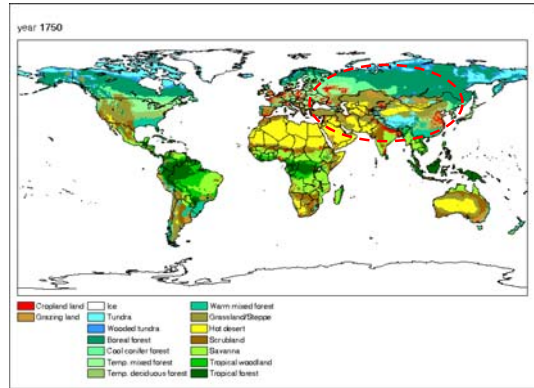 year 1750
Cropland land
Grazing land
Ice
Tundra
Wooded tundra
Boreal forest
Cool conifer forest
Temp. mixed forest
Temp. deciduous forest
Warm mixed forest
Grassland/Steppe
Hot desert
Scrubland
Savanna
Tropical woodland
Tropical forest